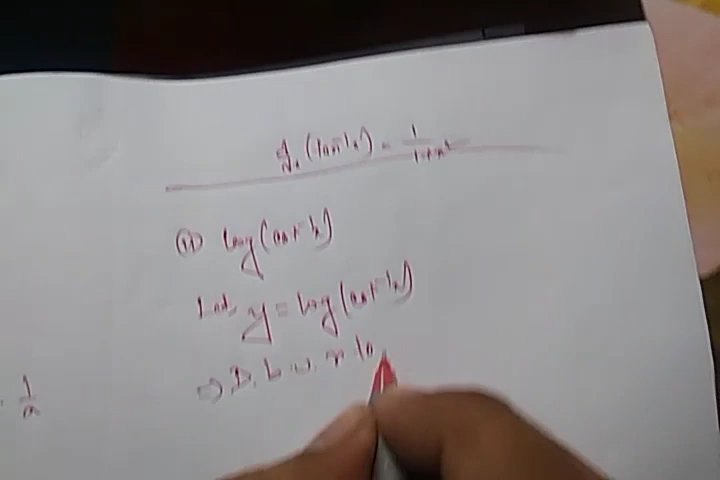 d/dx (tan⁻¹x) = 1/(1+x²)
(ii) log(cot⁻¹x)
Let, y = log(cot⁻¹x)
⇒ D. b. w. r. to
1/x